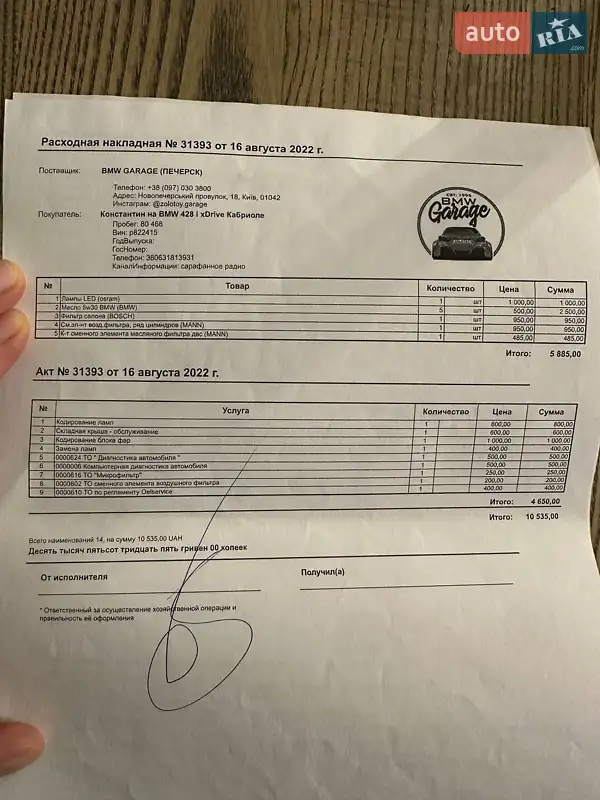 auto RIA .com
Расходная накладная № 31393 от 16 августа 2022 г.
Поставщик: BMW GARAGE (ПЕЧЕРСК)
Телефон: +38 (097) 030 3800
Адрес: Новопечерський провулок, 18, Київ, 01042
Инстаграм: @zolotoy.garage
Покупатель: Константин на BMW 428 i xDrive Кабриоле
Пробег: 80 468
Вин: p822415
ГодВыпуска:
ГосНомер:
Телефон: 380631813931
КаналИнформации: сарафанное радио
EST. 1998
BMW
Garage
№ Товар Количество Цена Сумма
1 Лампы LED (osram) 1 шт 1 000,00 1 000,00
2 Масло 5w30 BMW (BMW) 5 шт 500,00 2 500,00
3 Фильтр салона (BOSCH) 1 шт 950,00 950,00
4 См.эл-нт возд.фильтра, ряд цилиндров (MANN) 1 шт 950,00 950,00
5 К-т сменного элемента масляного фильтра двс (MANN) 1 шт 485,00 485,00
Итого: 5 885,00
Акт № 31393 от 16 августа 2022 г.
№ Услуга Количество Цена Сумма
1 Кодирование ламп 1 800,00 800,00
2 Складная крыша - обслуживание 1 600,00 600,00
3 Кодирование блока фар 1 1 000,00 1 000,00
4 Замена ламп 1 400,00 400,00
5 0000624 ТО " Диагностика автомобиля " 1 500,00 500,00
6 0000006 Компьютерная диагностика автомобиля 1 500,00 500,00
7 0000616 ТО "Микрофильтр" 1 250,00 250,00
8 0000602 ТО сменного элемента воздушного фильтра 1 200,00 200,00
9 0000610 ТО по регламенту Oelservice 1 400,00 400,00
Итого: 4 650,00
Итого: 10 535,00
Всего наименований 14, на сумму 10 535,00 UAH
Десять тысяч пятьсот тридцать пять гривен 00 копеек
От исполнителя Получил(а)
* Ответственный за осуществление хозяйственной операции и
правильность её оформления